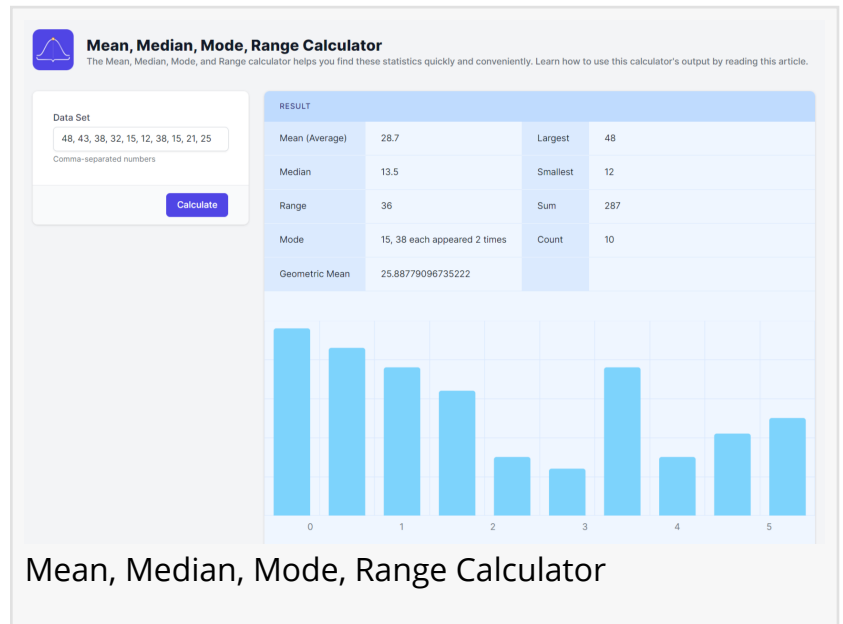 Mean, Median, Mode, Range Calculator
The Mean, Median, Mode, and Range calculator helps you find these statistics quickly and conveniently. Learn how to use this calculator's output by reading this article.
Data Set
48, 43, 38, 32, 15, 12, 38, 15, 21, 25
Comma-separated numbers
Calculate
RESULT
Mean (Average) 28.7 Largest 48
Median 13.5 Smallest 12
Range 36 Sum 287
Mode 15, 38 each appeared 2 times Count 10
Geometric Mean 25.88779096735222
0 1 2 3 4 5
Mean, Median, Mode, Range Calculator